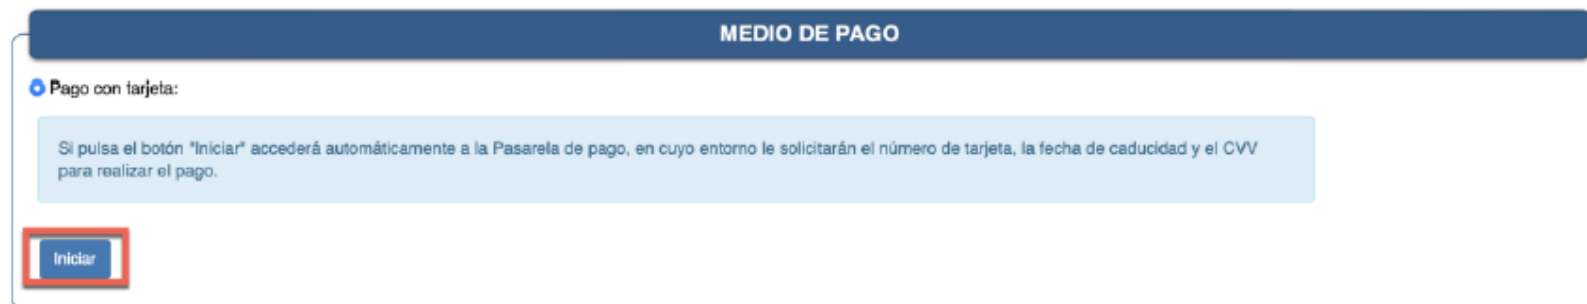 MEDIO DE PAGO
Pago con tarjeta:
Si pulsa el botón "Iniciar" accederá automáticamente a la Pasarela de pago, en cuyo entorno le solicitarán el número de tarjeta, la fecha de caducidad y el CVV
para realizar el pago.
Iniciar